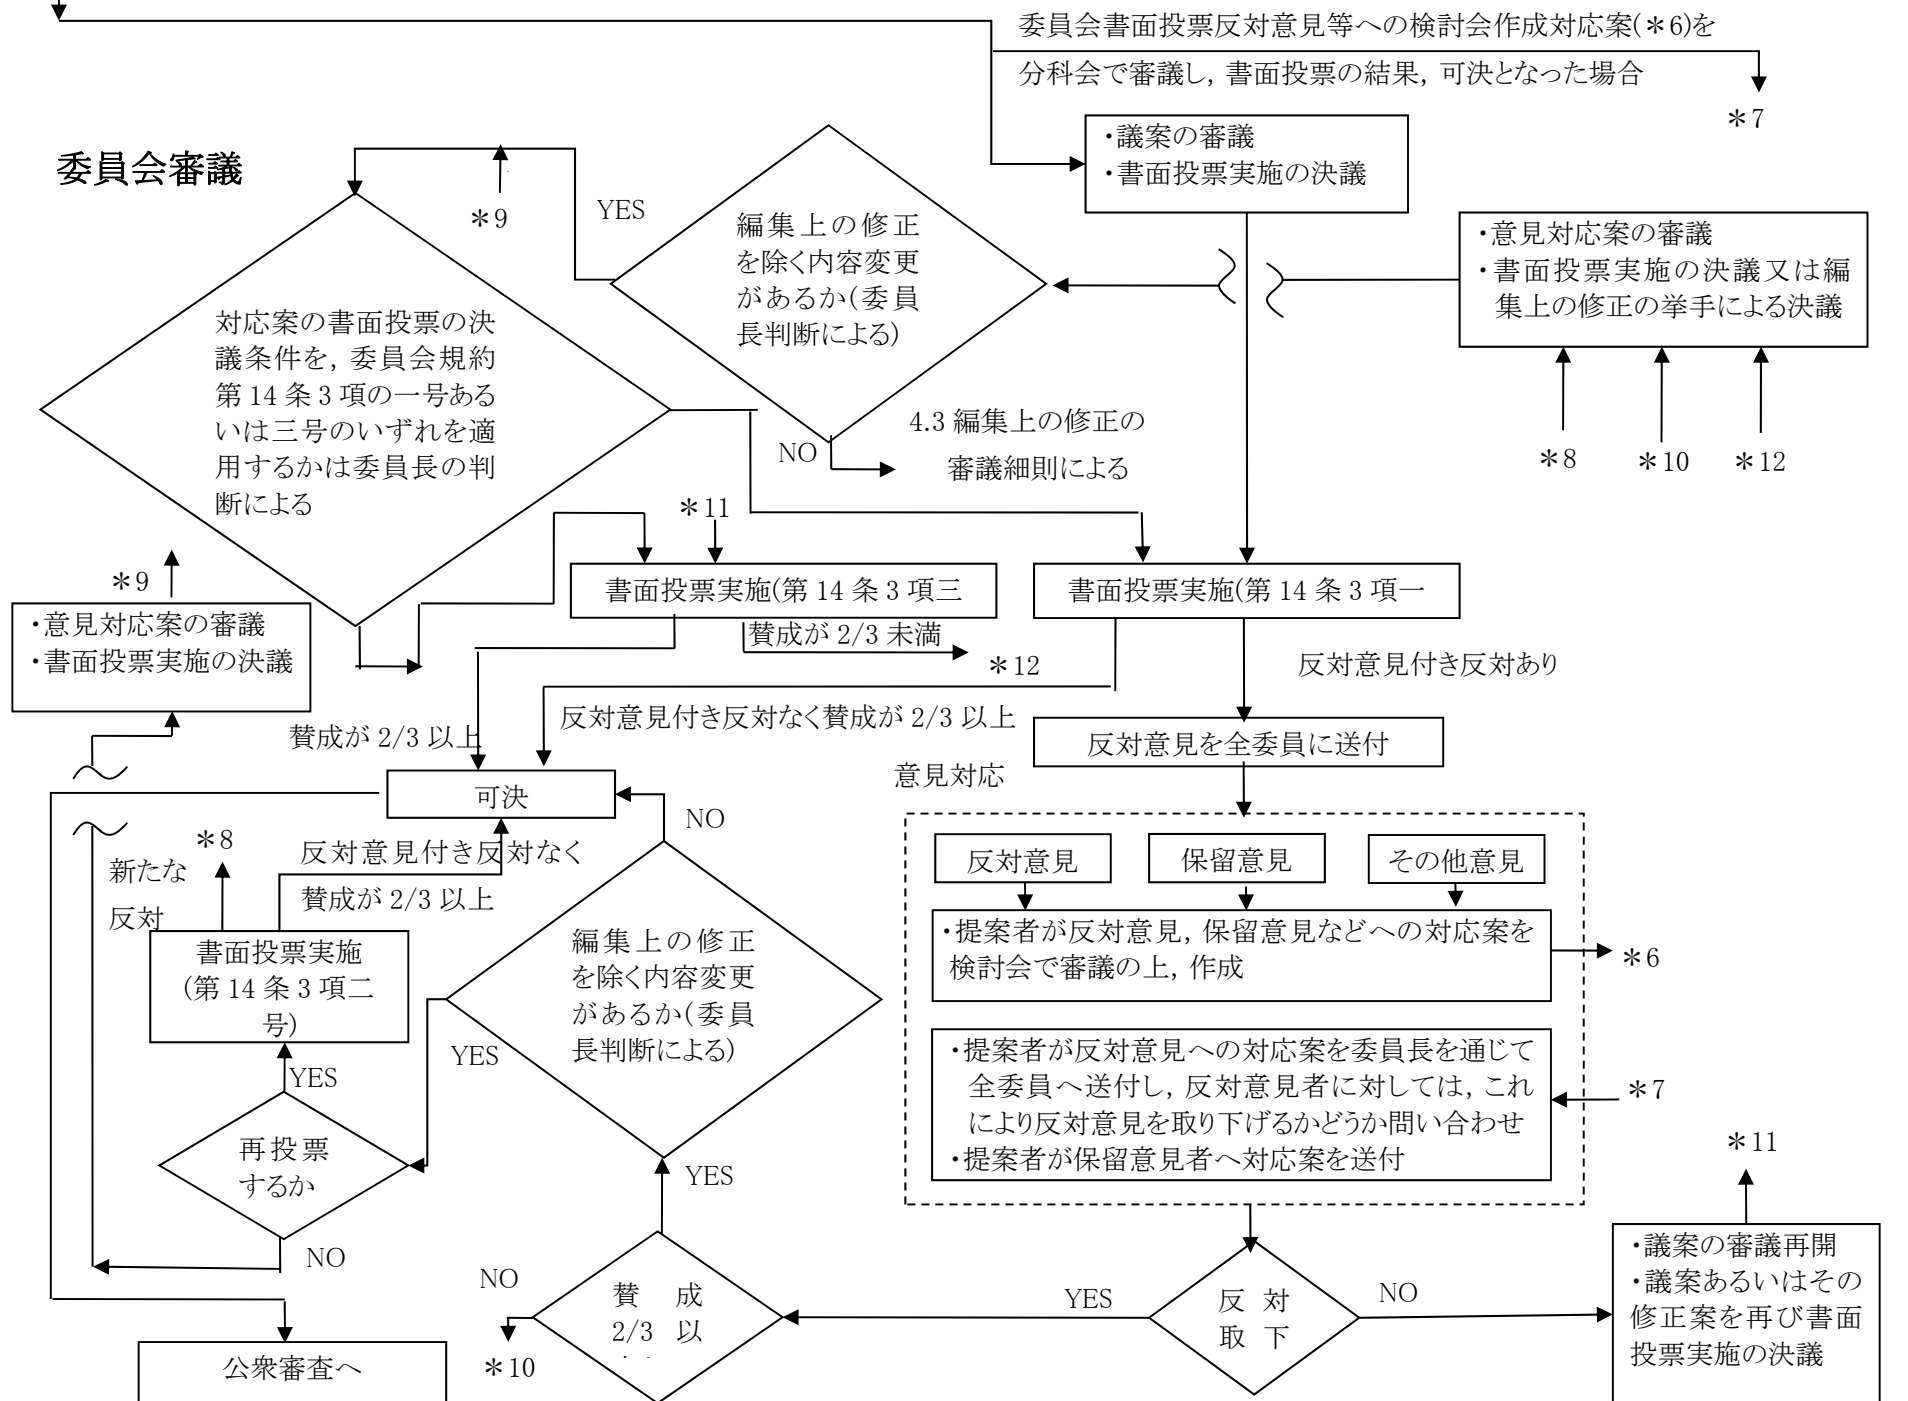 委員会書面投票反対意見等への検討会作成対応案(＊6)を
分科会で審議し，書面投票の結果，可決となった場合
＊7
委員会審議
・議案の審議
・書面投票実施の決議
＊9
YES
編集上の修正
を除く内容変更
があるか（委員
長判断による）
・意見対応案の審議
・書面投票実施の決議又は編
集上の修正の挙手による決議
対応案の書面投票の決
議条件を，委員会規約
第 14 条 3 項の一号ある
いは三号のいずれを適
用するかは委員長の判
断による
NO
4.3 編集上の修正の
審議細則による
＊8
＊10
＊12
＊11
＊9
書面投票実施(第 14 条 3 項三
書面投票実施(第 14 条 3 項一
・意見対応案の審議
・書面投票実施の決議
賛成が 2/3 未満
＊12
反対意見付き反対あり
賛成が 2/3 以上
反対意見付き反対なく賛成が 2/3 以上
反対意見を全委員に送付
意見対応
可決
NO
＊8
新たな
反対
反対意見付き反対なく
賛成が 2/3 以上
反対意見
保留意見
その他意見
書面投票実施
(第 14 条 3 項二
号)
編集上の修正
を除く内容変更
があるか（委員
長判断による）
・提案者が反対意見，保留意見などへの対応案を
検討会で審議の上，作成
＊6
YES
YES
・提案者が反対意見への対応案を委員長を通じて
全委員へ送付し，反対意見者に対しては，これ
により反対意見を取り下げるかどうか問い合わせ
・提案者が保留意見者へ対応案を送付
＊7
再投票
するか
YES
＊11
NO
NO
賛 成
2/3 以
＊10
YES
反 対
取 下
NO
・議案の審議再開
・議案あるいはその
修正案を再び書面
投票実施の決議
公衆審査へ